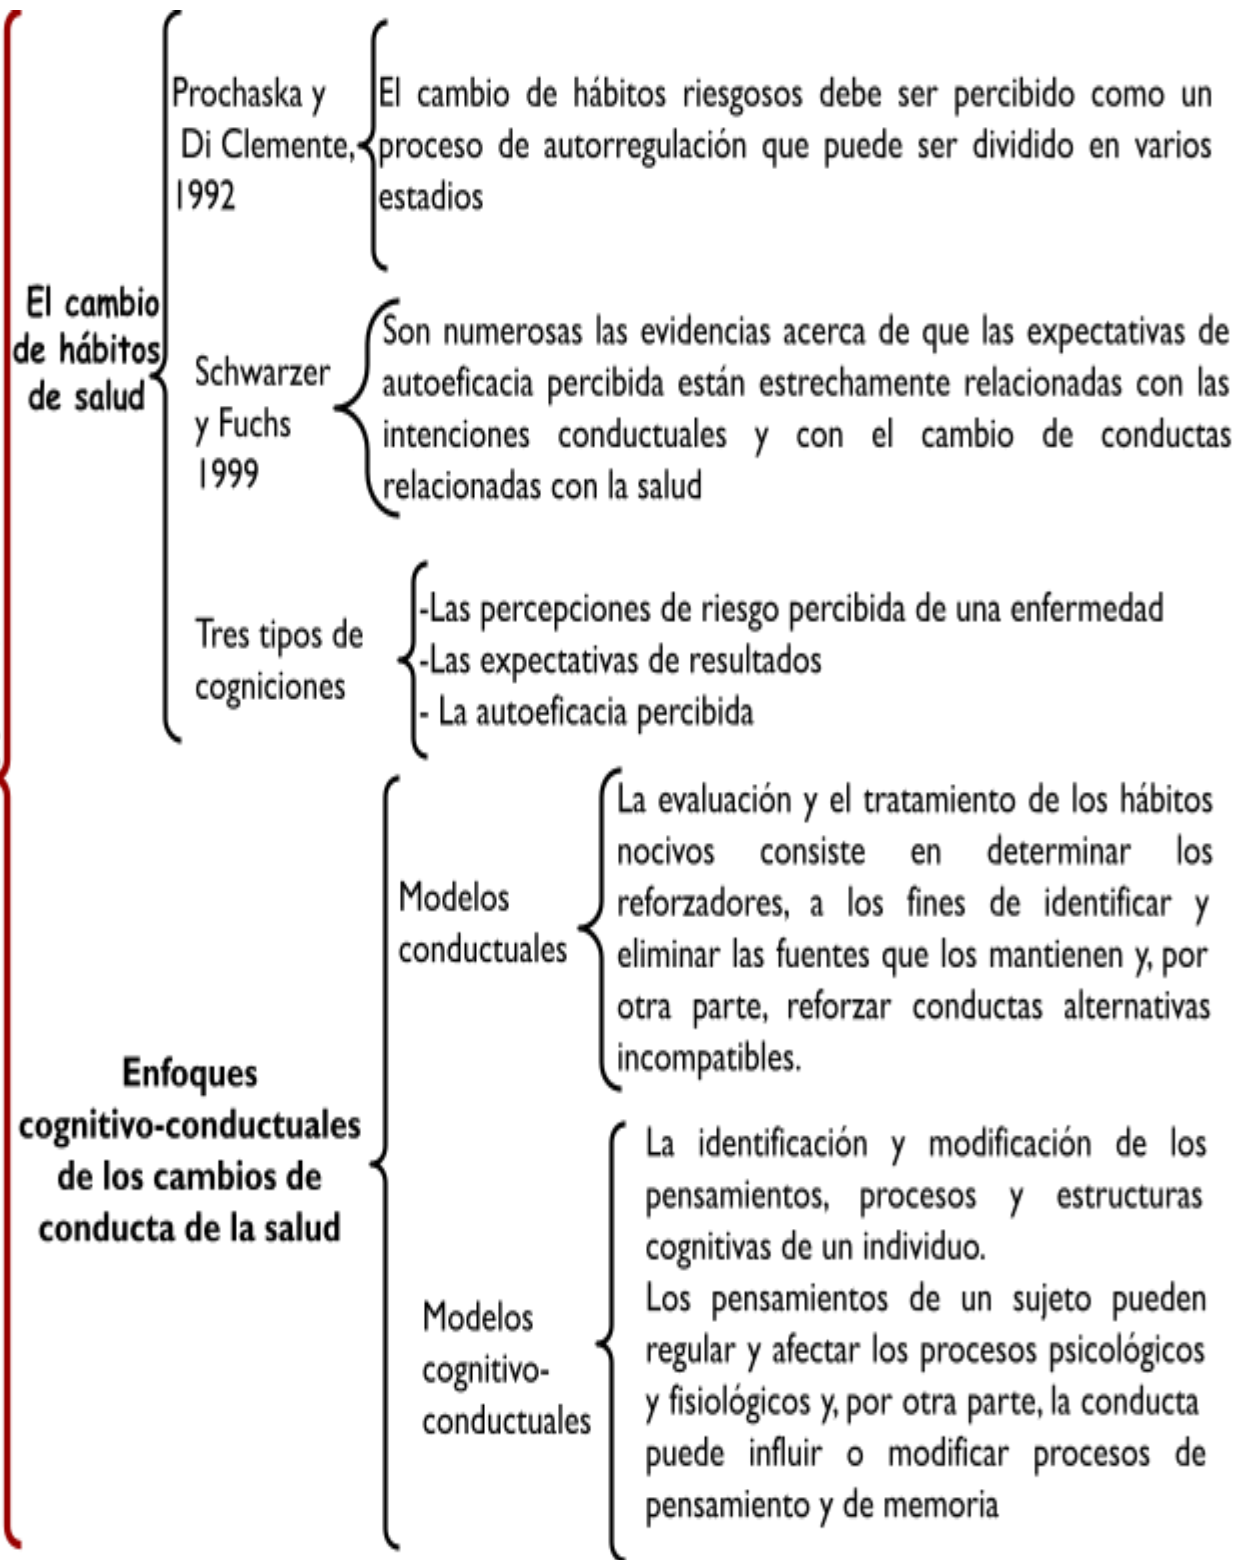 Prochaska y
Di Clemente,
1992
El cambio de hábitos riesgosos debe ser percibido como un
proceso de autorregulación que puede ser dividido en varios
estadios
El cambio
de hábitos
de salud
Schwarzer
y Fuchs
1999
Son numerosas las evidencias acerca de que las expectativas de
autoeficacia percibida están estrechamente relacionadas con las
intenciones conductuales y con el cambio de conductas
relacionadas con la salud
Tres tipos de
cogniciones
-Las percepciones de riesgo percibida de una enfermedad
-Las expectativas de resultados
- La autoeficacia percibida
Enfoques
cognitivo-conductuales
de los cambios de
conducta de la salud
Modelos
conductuales
La evaluación y el tratamiento de los hábitos
nocivos consiste en determinar los
reforzadores, a los fines de identificar y
eliminar las fuentes que los mantienen y, por
otra parte, reforzar conductas alternativas
incompatibles.
Modelos
cognitivo-
conductuales
La identificación y modificación de los
pensamientos, procesos y estructuras
cognitivas de un individuo.
Los pensamientos de un sujeto pueden
regular y afectar los procesos psicológicos
y fisiológicos y, por otra parte, la conducta
puede influir o modificar procesos de
pensamiento y de memoria